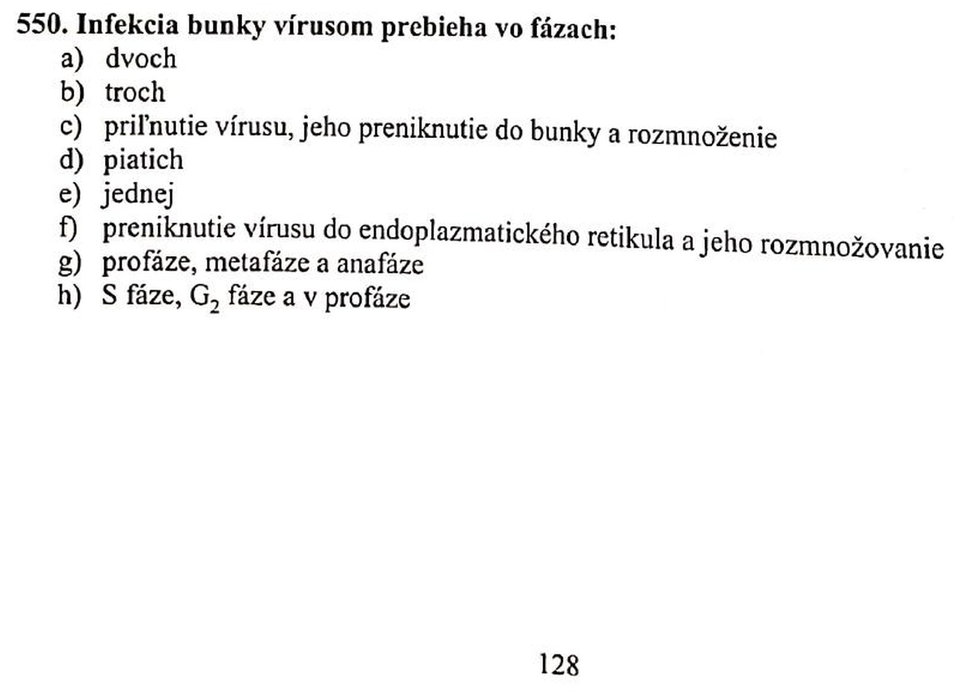 550. Infekcia bunky vírusom prebieha vo fázach:
a) dvoch
b) troch
c) priľnutie vírusu, jeho preniknutie do bunky a rozmnoženie
d) piatich
e) jednej
f) preniknutie vírusu do endoplazmatického retikula a jeho rozmnožovanie
g) profáze, metafáze a anafáze
h) S fáze, G₂ fáze a v profáze
128